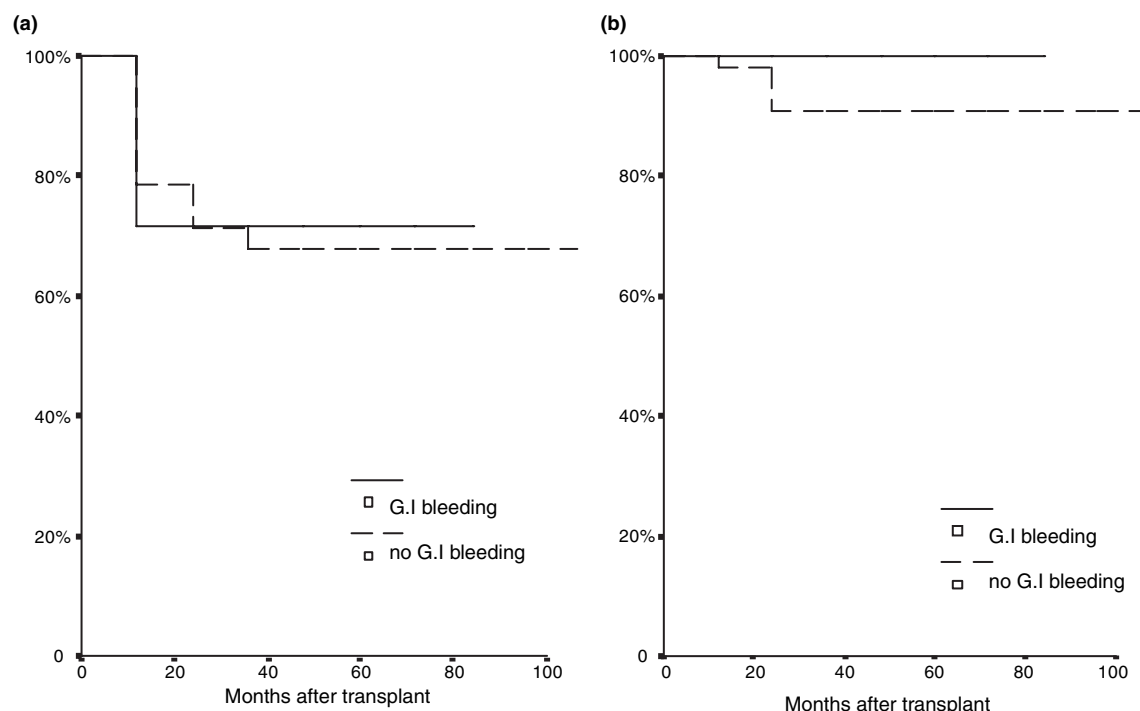 (a)
100%
80%
60%
40%
20%
0
0 20 40 60 80 100
Months after transplant
G.I bleeding
no G.I bleeding
(b)
100%
80%
60%
40%
20%
0
0 20 40 60 80 100
Months after transplant
G.I bleeding
no G.I bleeding